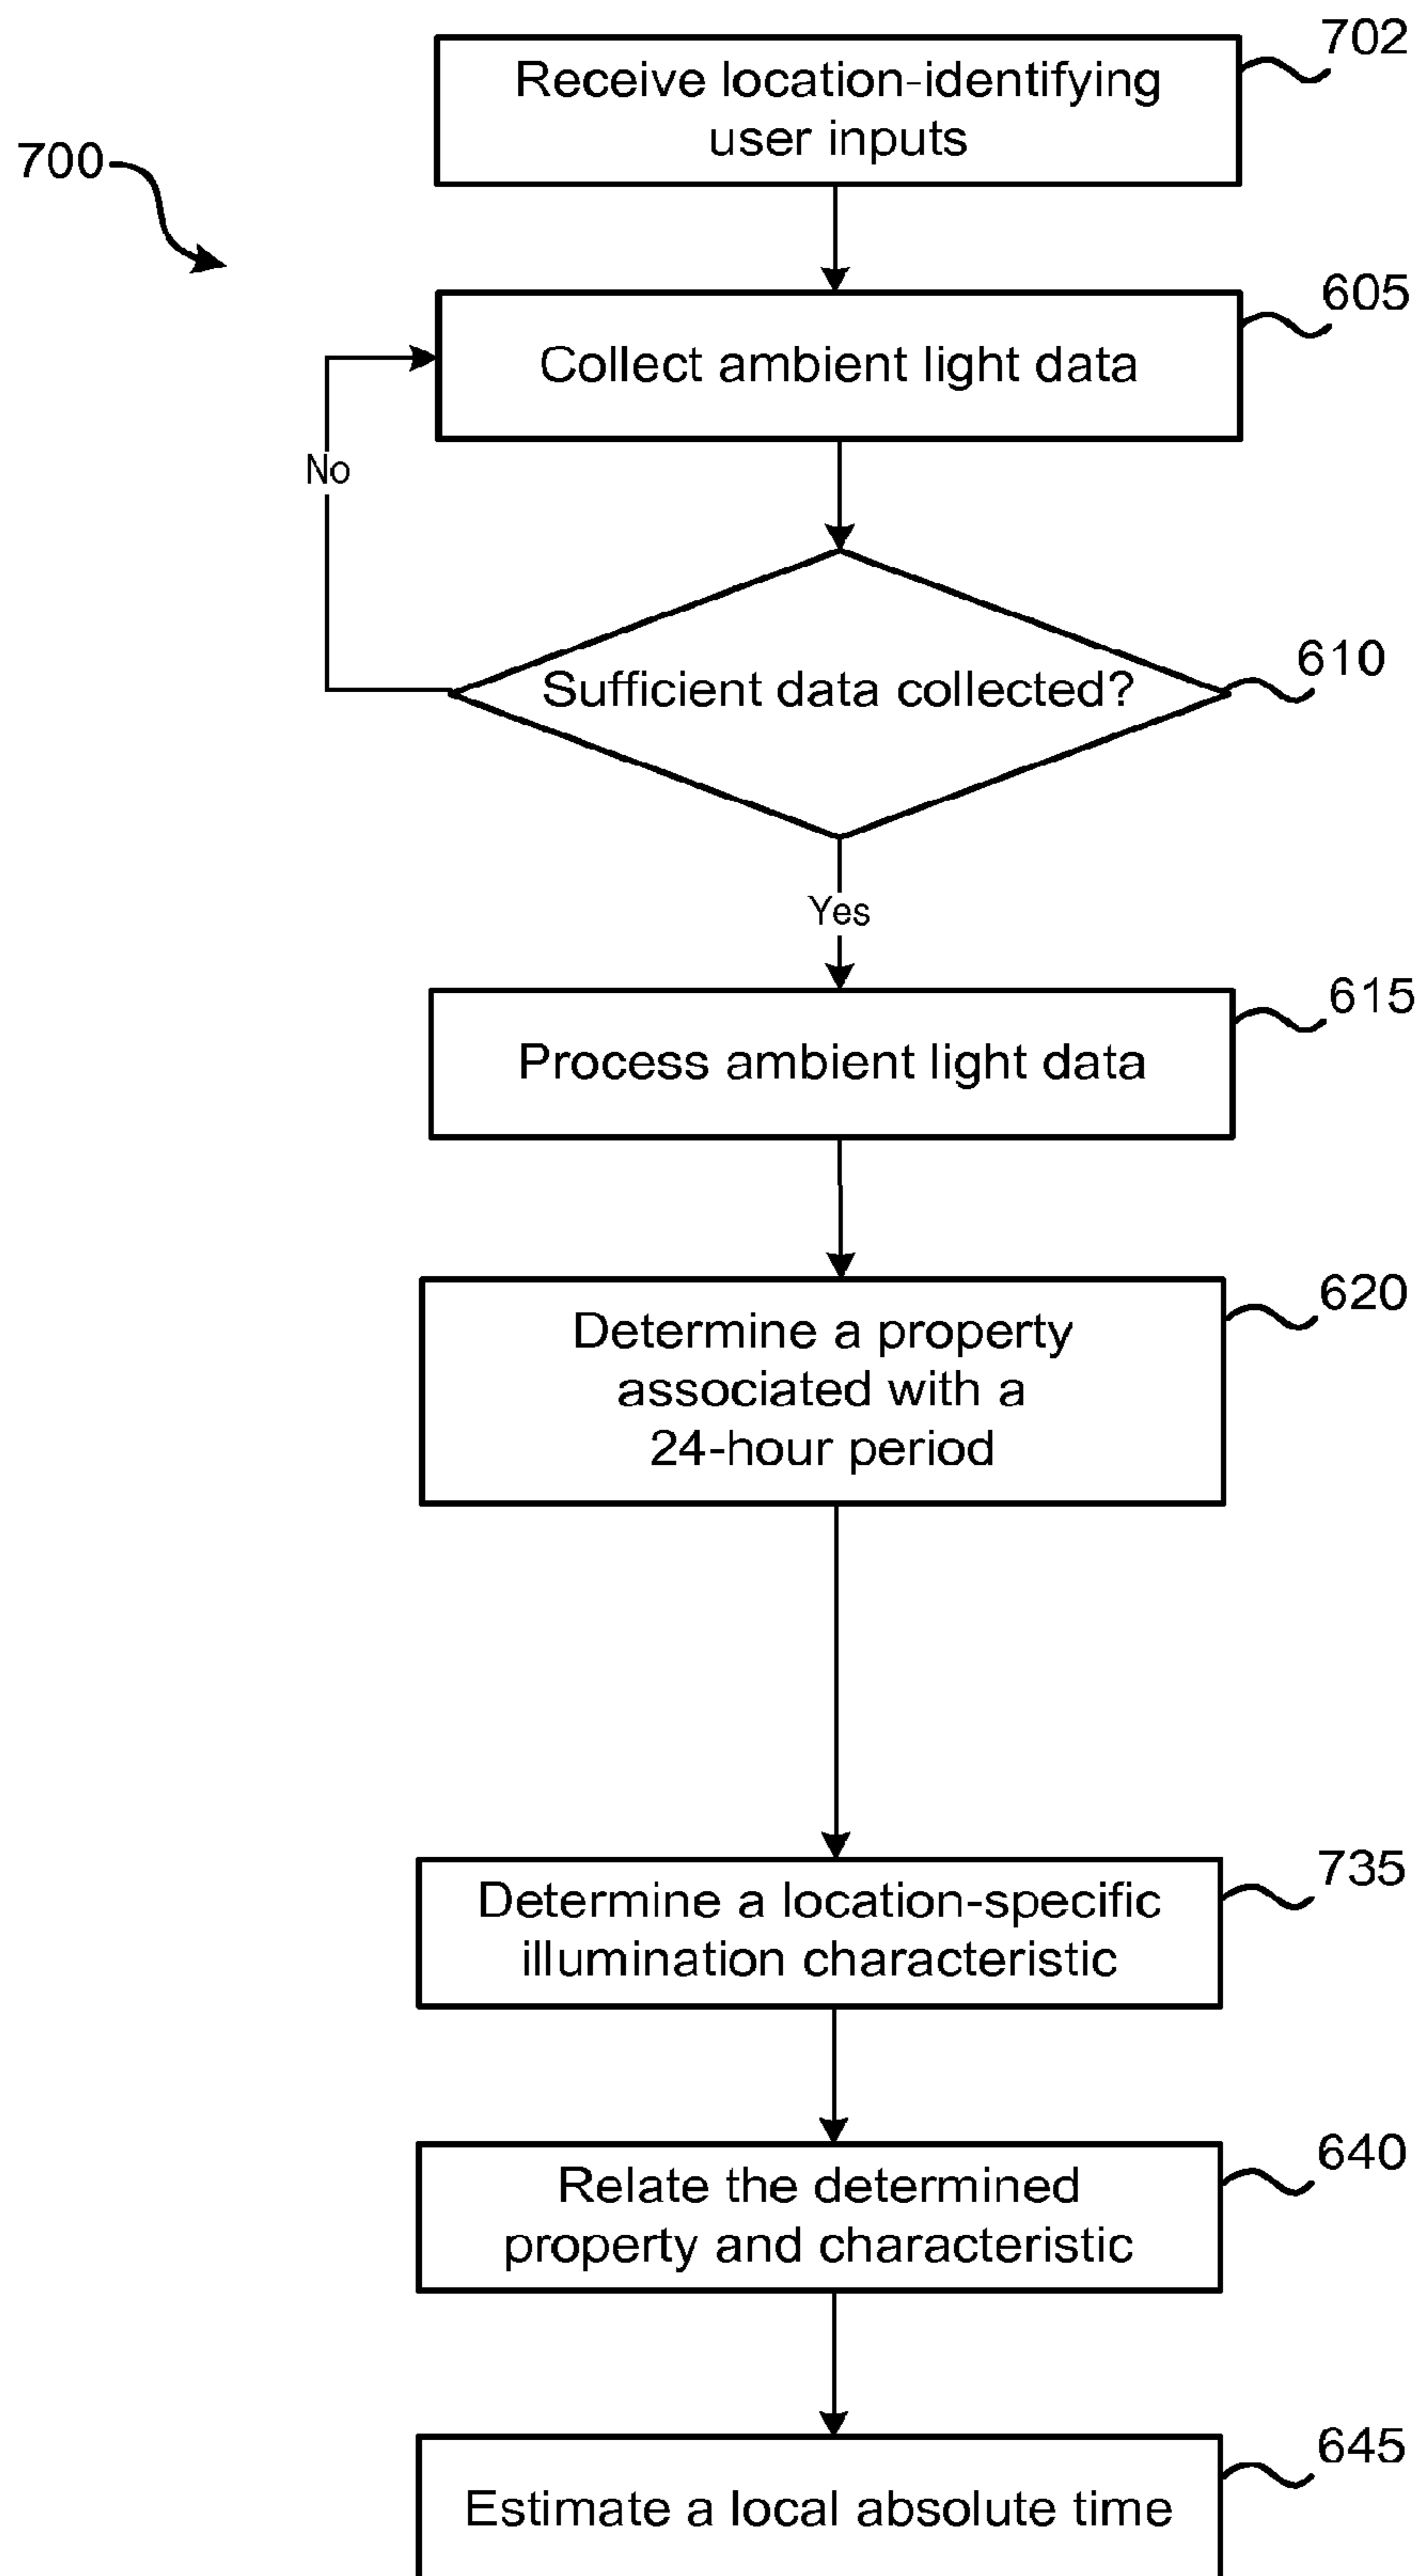 702
Receive location-identifying
user inputs
700
605
Collect ambient light data
No
610
Sufficient data collected?
Yes
615
Process ambient light data
620
Determine a property
associated with a
24-hour period
735
Determine a location-specific
illumination characteristic
640
Relate the determined
property and characteristic
645
Estimate a local absolute time